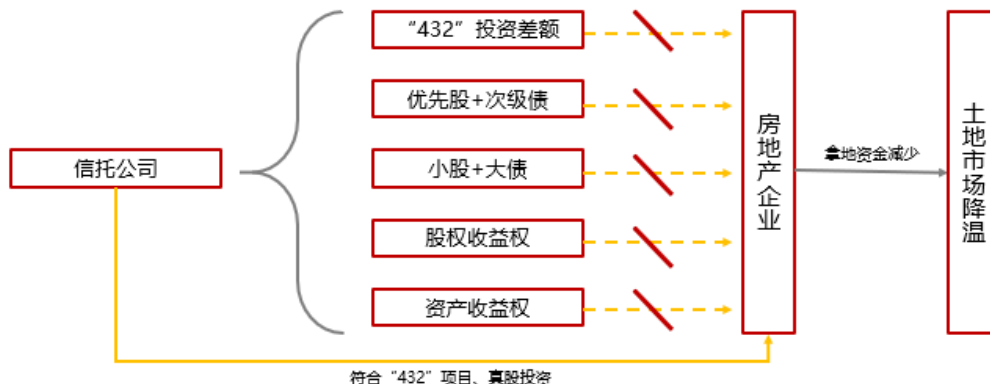 信托公司
“432”投资差额
优先股+次级债
小股+大债
股权收益权
资产收益权
房地产企业
拿地资金减少
土地市场降温
符合“432”项目、真股投资